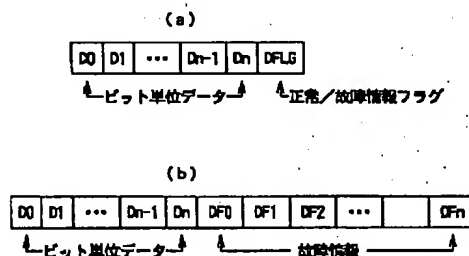 (a)
D0 D1 ... Dn-1 Dn DFLG
ビット単位データ 正常/故障情報フラグ
(b)
D0 D1 ... Dn-1 Dn DF0 DF1 DF2 ... DFn
ビット単位データ 故障情報